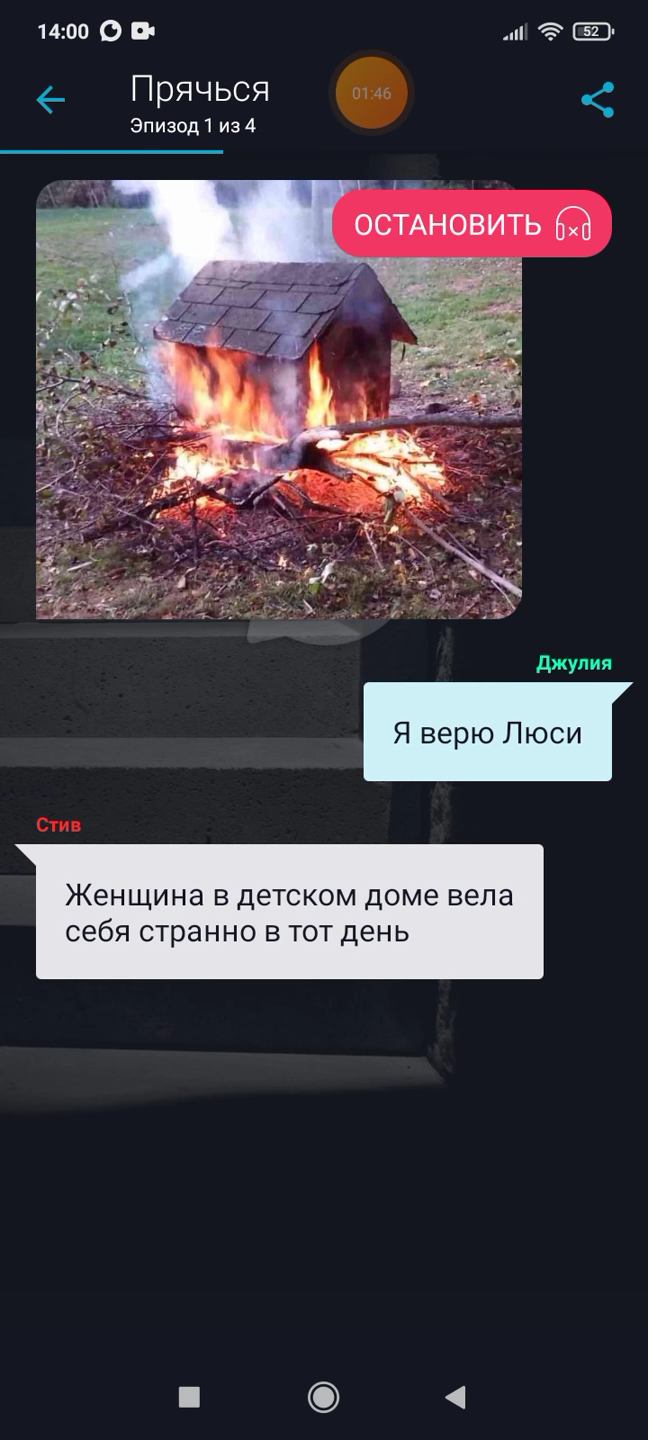 14:00
52
Прячься
01:46
Эпизод 1 из 4
ОСТАНОВИТЬ
Джулия
Я верю Люси
Стив
Женщина в детском доме вела
себя странно в тот день